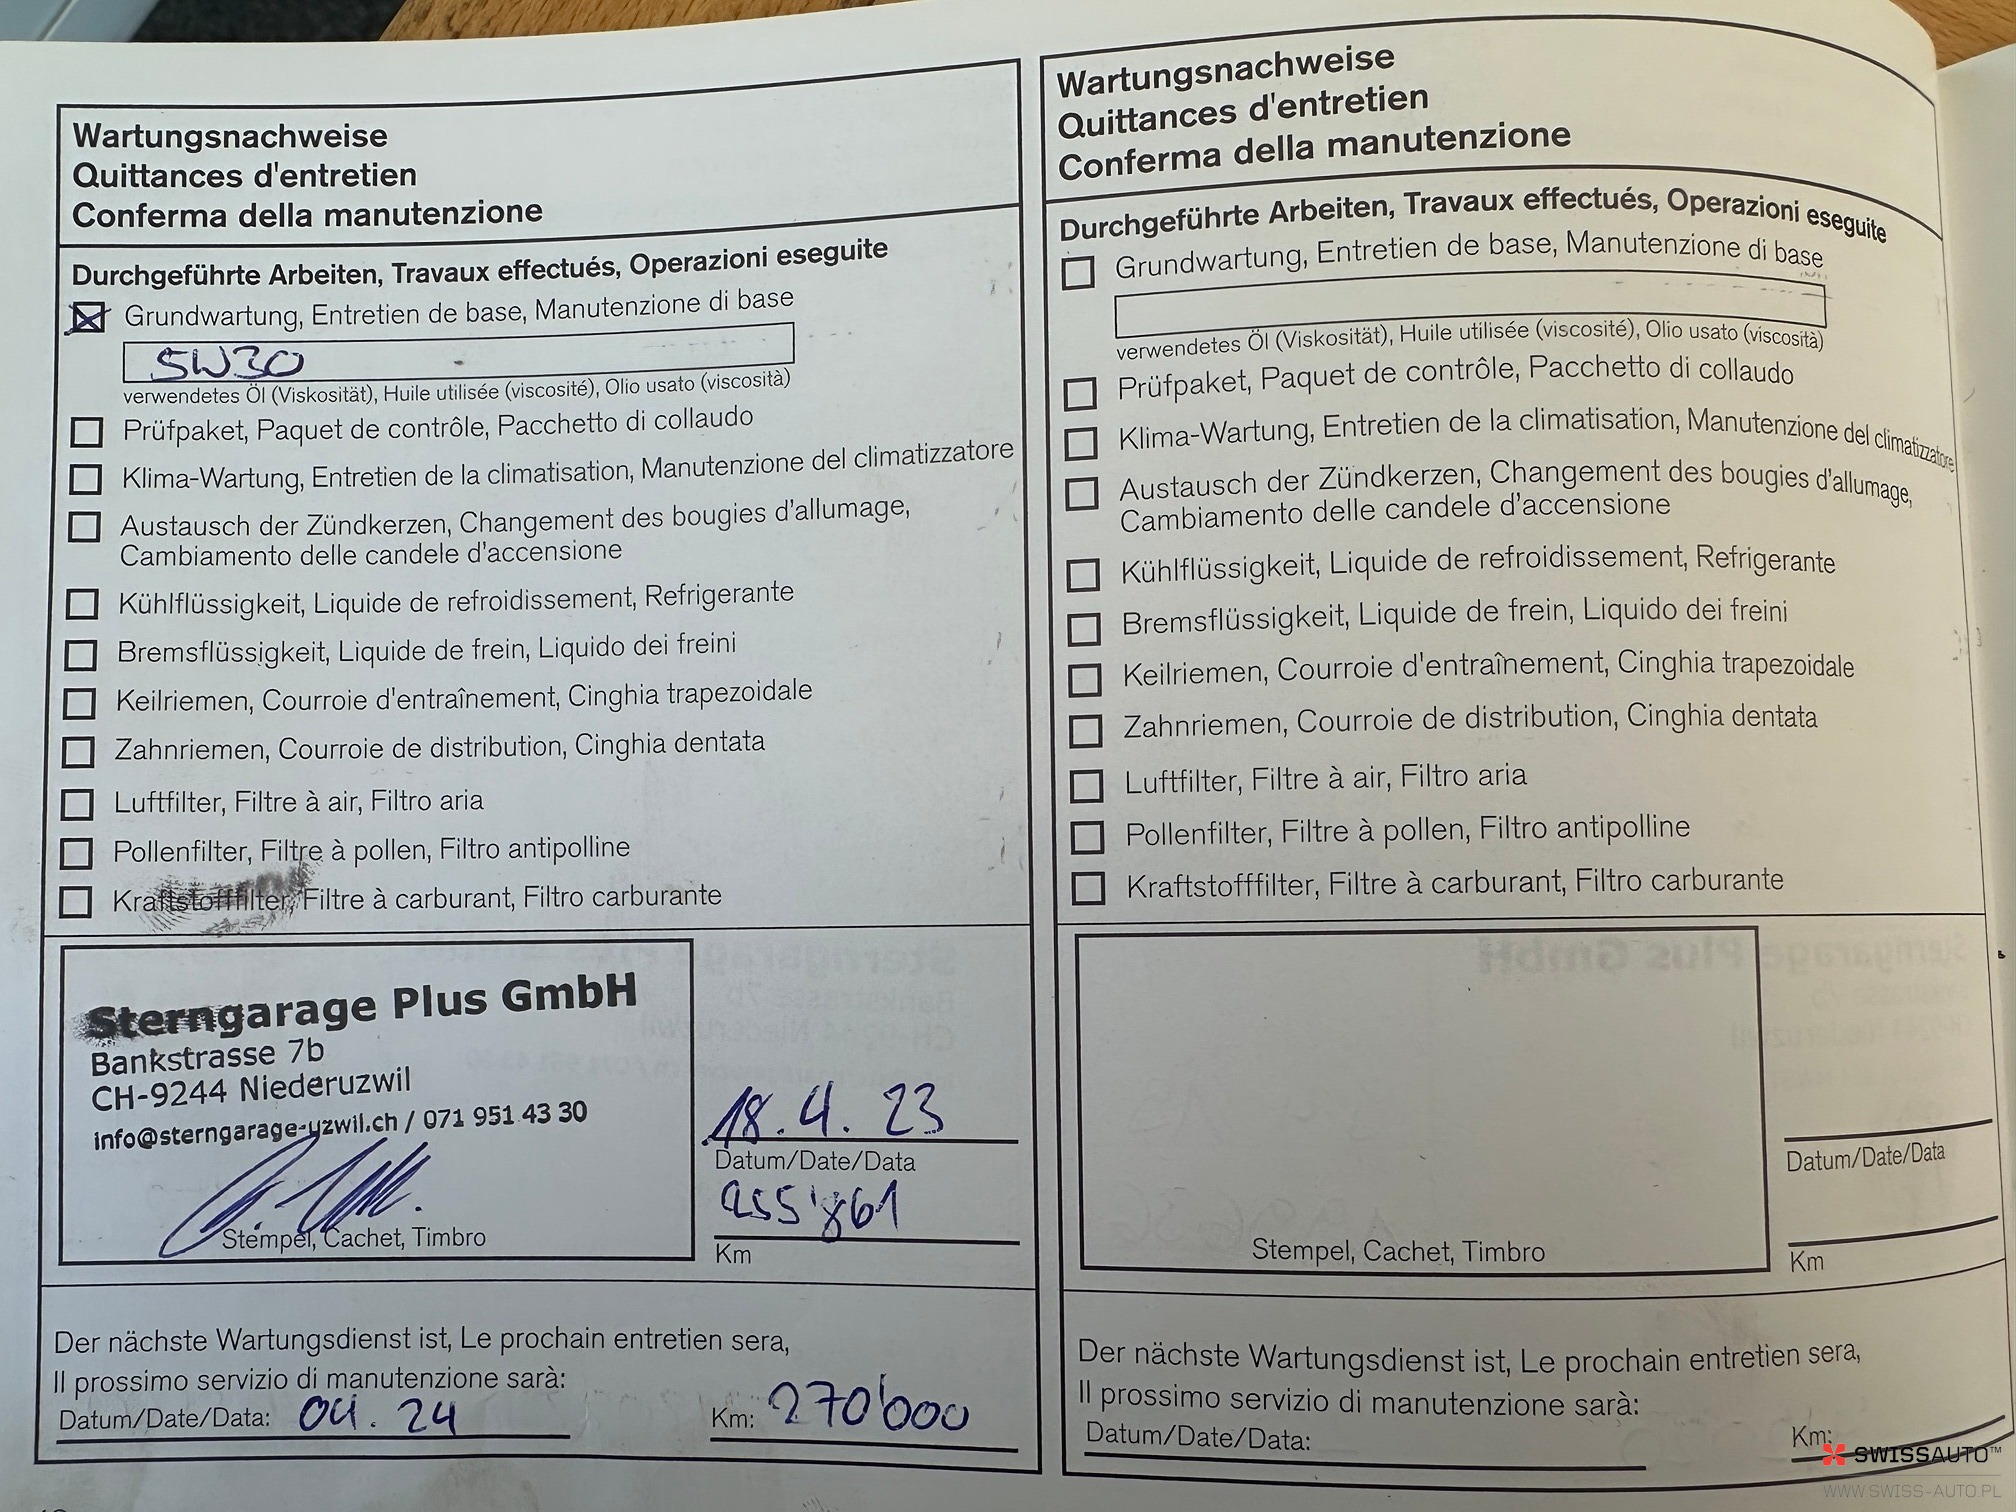 Wartungsnachweise
Quittances d'entretien
Conferma della manutenzione
Durchgeführte Arbeiten, Travaux effectués, Operazioni eseguite
Grundwartung, Entretien de base, Manutenzione di base
5W30
verwendetes Öl (Viskosität), Huile utilisée (viscosité), Olio usato (viscosità)
Prüfpaket, Paquet de contrôle, Pacchetto di collaudo
Klima-Wartung, Entretien de la climatisation, Manutenzione del climatizzatore
Austausch der Zündkerzen, Changement des bougies d'allumage,
Cambiamento delle candele d'accensione
Kühlflüssigkeit, Liquide de refroidissement, Refrigerante
Bremsflüssigkeit, Liquide de frein, Liquido dei freini
Keilriemen, Courroie d'entraînement, Cinghia trapezoidale
Zahnriemen, Courroie de distribution, Cinghia dentata
Luftfilter, Filtre à air, Filtro aria
Pollenfilter, Filtre à pollen, Filtro antipolline
Kraftstofffilter, Filtre à carburant, Filtro carburante
Sterngarage Plus GmbH
Bankstrasse 7b
CH-9244 Niederuzwil
info@sterngarage-uzwil.ch / 071 951 43 30
Stempel, Cachet, Timbro
18.4.23
Datum/Date/Data
255'861
Km
Der nächste Wartungsdienst ist, Le prochain entretien sera,
Il prossimo servizio di manutenzione sarà:
Datum/Date/Data: 04.24 Km: 270'000
Wartungsnachweise
Quittances d'entretien
Conferma della manutenzione
Durchgeführte Arbeiten, Travaux effectués, Operazioni eseguite
Grundwartung, Entretien de base, Manutenzione di base
verwendetes Öl (Viskosität), Huile utilisée (viscosité), Olio usato (viscosità)
Prüfpaket, Paquet de contrôle, Pacchetto di collaudo
Klima-Wartung, Entretien de la climatisation, Manutenzione del climatizzatore
Austausch der Zündkerzen, Changement des bougies d'allumage,
Cambiamento delle candele d'accensione
Kühlflüssigkeit, Liquide de refroidissement, Refrigerante
Bremsflüssigkeit, Liquide de frein, Liquido dei freini
Keilriemen, Courroie d'entraînement, Cinghia trapezoidale
Zahnriemen, Courroie de distribution, Cinghia dentata
Luftfilter, Filtre à air, Filtro aria
Pollenfilter, Filtre à pollen, Filtro antipolline
Kraftstofffilter, Filtre à carburant, Filtro carburante
Stempel, Cachet, Timbro
Datum/Date/Data
Km
Der nächste Wartungsdienst ist, Le prochain entretien sera,
Il prossimo servizio di manutenzione sarà:
Datum/Date/Data: Km:
SWISSAUTO™
WWW.SWISS-AUTO.PL